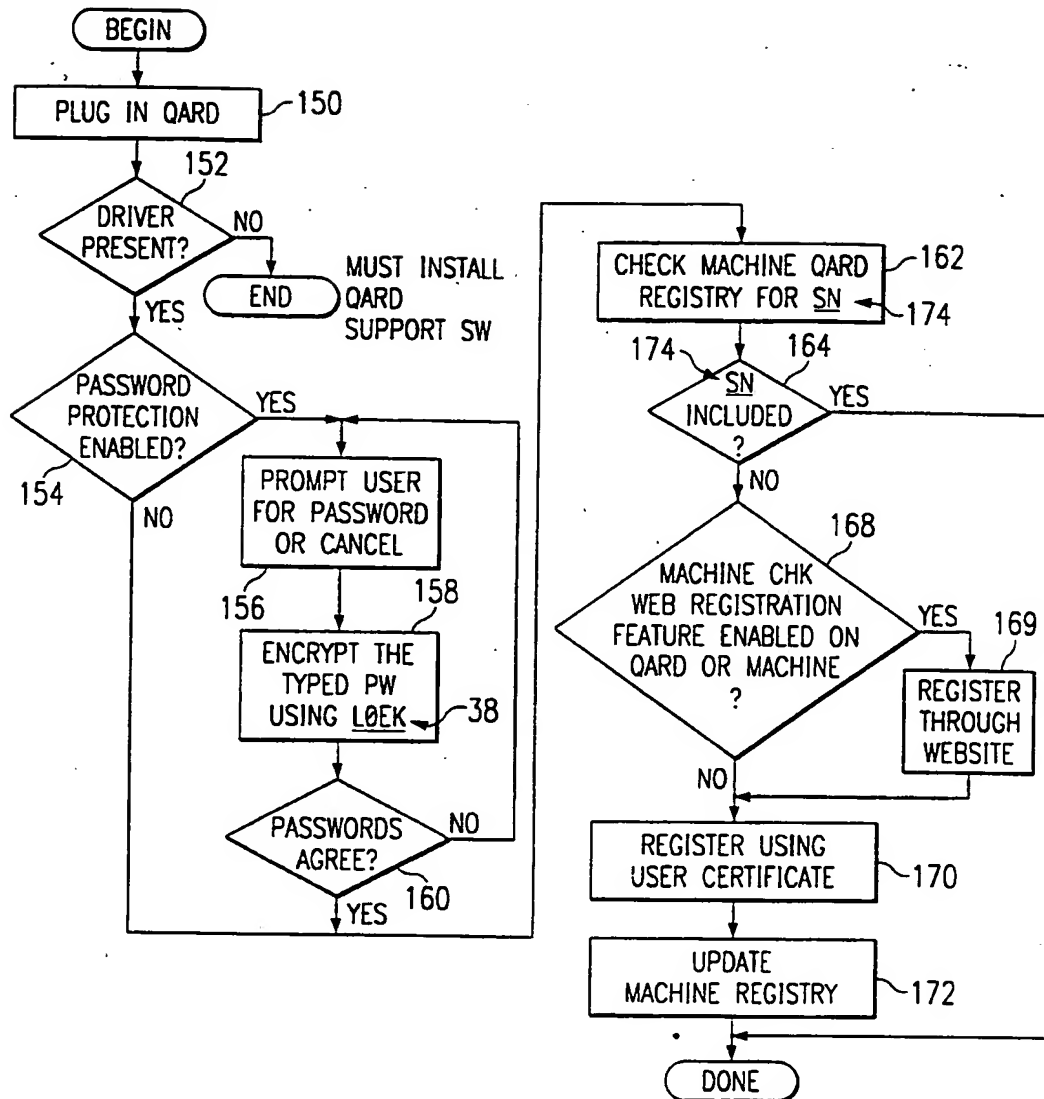 BEGIN
PLUG IN QARD
150
152
DRIVER
PRESENT?
NO
END
MUST INSTALL
QARD
SUPPORT SW
YES
PASSWORD
PROTECTION
ENABLED?
154
YES
NO
PROMPT USER
FOR PASSWORD
OR CANCEL
156
158
ENCRYPT THE
TYPED PW
USING LØEK
38
PASSWORDS
AGREE?
NO
160
YES
CHECK MACHINE QARD
REGISTRY FOR SN
162
174
174
164
SN
INCLUDED
?
YES
NO
168
MACHINE CHK
WEB REGISTRATION
FEATURE ENABLED ON
QARD OR MACHINE
?
YES
169
REGISTER
THROUGH
WEBSITE
NO
REGISTER USING
USER CERTIFICATE
170
UPDATE
MACHINE REGISTRY
172
DONE